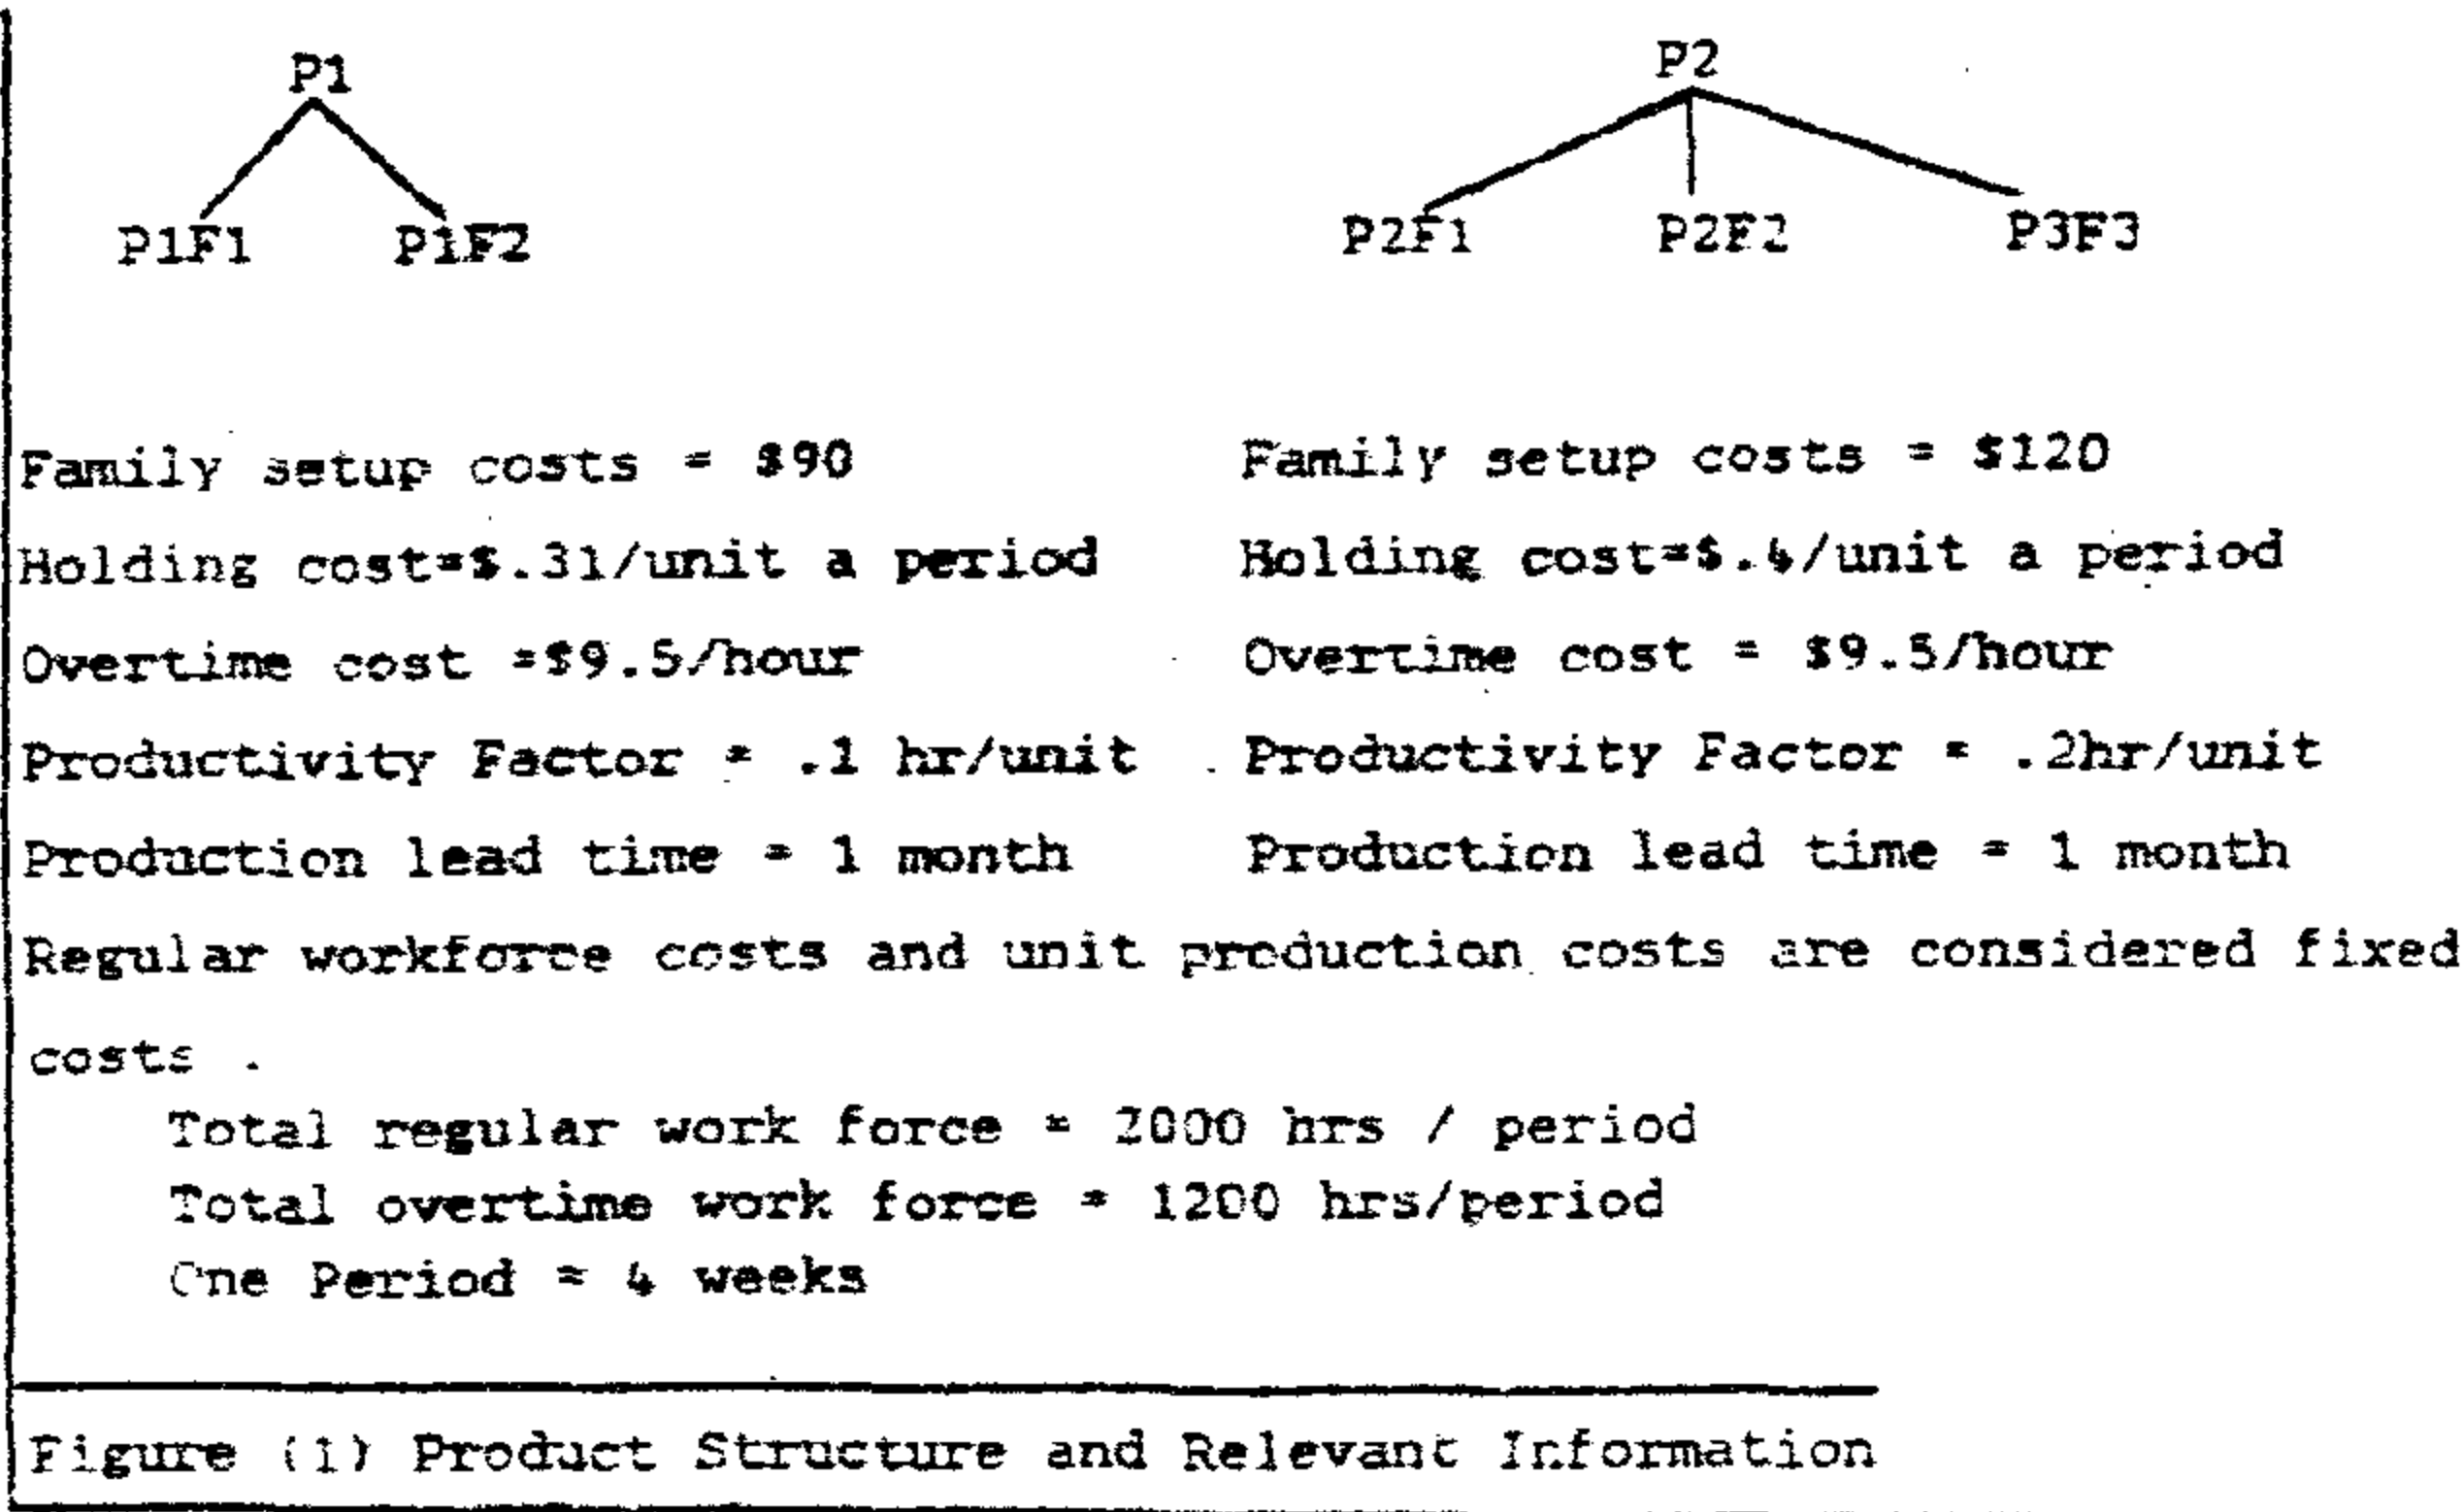 P1 P2
P1F1 P1F2 P2F1 P2F2 P3F3
Family setup costs = $90 Family setup costs = $120
Holding cost=$.31/unit a period Holding cost=$.4/unit a period
Overtime cost =$9.5/hour Overtime cost = $9.5/hour
Productivity Factor = .1 hr/unit Productivity Factor = .2hr/unit
Production lead time = 1 month Production lead time = 1 month
Regular workforce costs and unit production costs are considered fixed
costs .
Total regular work force = 2000 hrs / period
Total overtime work force = 1200 hrs/period
One Period = 4 weeks
Figure (1) Product Structure and Relevant Information